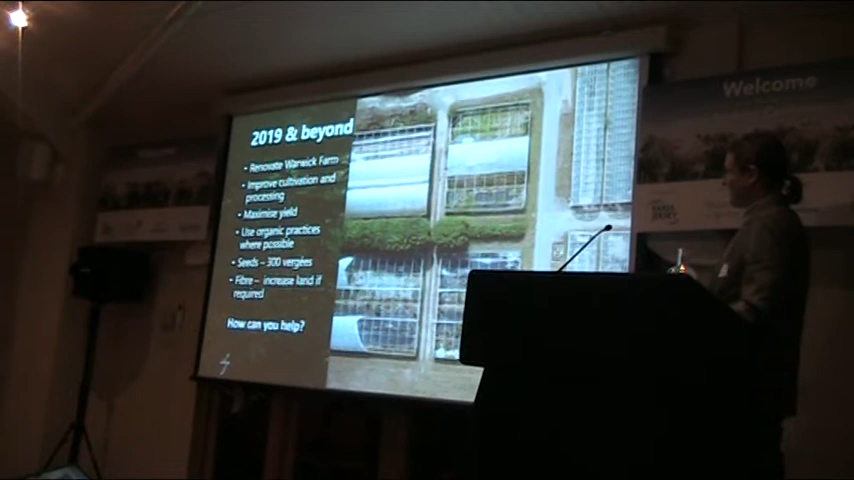 2019 & beyond
• Renovate Warwick Farm
• Improve cultivation and
processing
• Maximise yield
• Use organic practices
where possible
• Seeds – 300 vergées
• Fibre – increase land if
required
How can you help?
Welcome